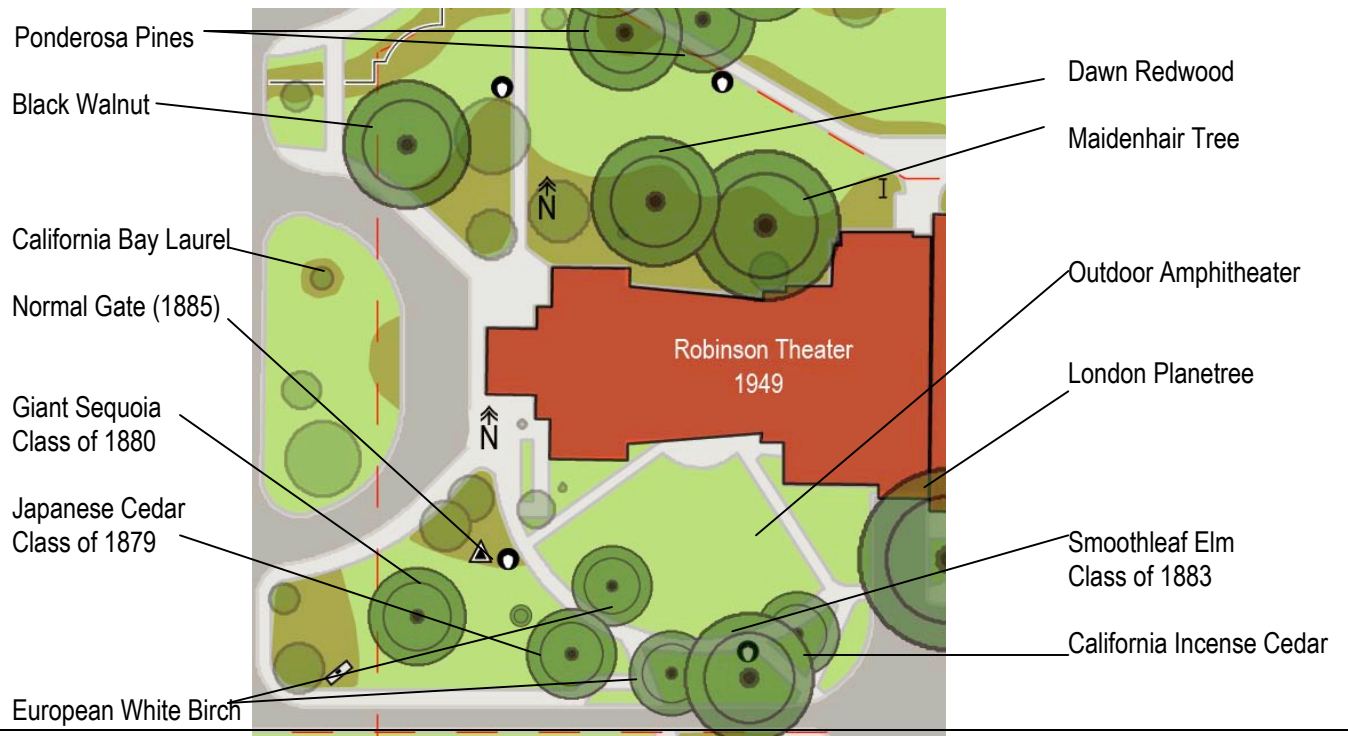 Ponderosa Pines
Black Walnut
California Bay Laurel
Normal Gate (1885)
Giant Sequoia
Class of 1880
Japanese Cedar
Class of 1879
European White Birch
N
N
I
Robinson Theater
1949
Dawn Redwood
Maidenhair Tree
Outdoor Amphitheater
London Planetree
Smoothleaf Elm
Class of 1883
California Incense Cedar